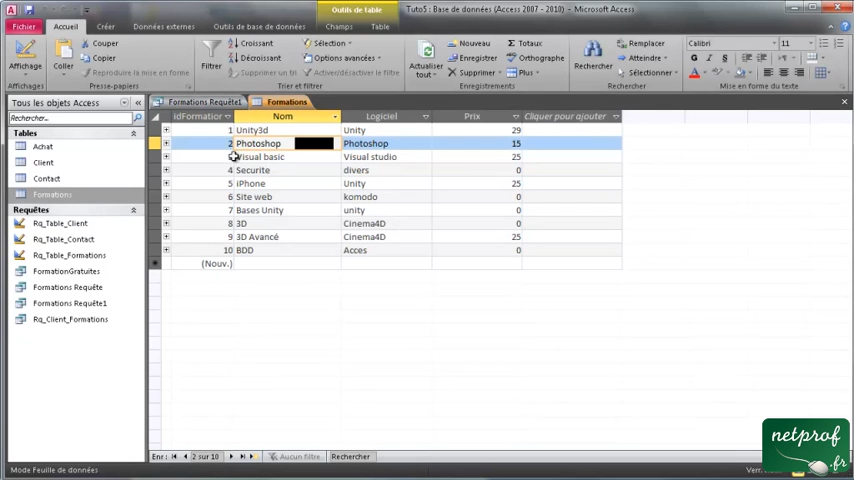 Outils de table
Tuto5 : Base de données (Access 2007 - 2010) - Microsoft Access
Fichier Accueil Créer Données externes Outils de base de données Champs Table
Couper
Copier
Reproduire la mise en forme
Affichage
Coller
Affichages
Presse-papiers
Filtrer
Croissant
Décroissant
Supprimer un tri
Sélection
Options avancées
Activer/désactiver le filtre
Trier et filtrer
Actualiser tout
Nouveau
Enregistrer
Supprimer
Totaux
Orthographe
Plus
Enregistrements
Rechercher
Remplacer
Atteindre
Sélectionner
Rechercher
Calibri 11
G I S
Mise en forme du texte
Tous les objets Access
Rechercher...
Tables
Achat
Client
Contact
Formations
Requêtes
Rq_Table_Client
Rq_Table_Contact
Rq_Table_Formations
FormationGratuites
Formations Requête
Formations Requête1
Rq_Client_Formations
Formations Requête1 Formations
IdFormation Nom Logiciel Prix Cliquer pour ajouter
1 Unity3d Unity 29
2 Photoshop Photoshop 15
Visual basic Visual studio 25
4 Securite divers 0
5 iPhone Unity 25
6 Site web komodo 0
7 Bases Unity unity 0
8 3D Cinema4D 0
9 3D Avancé Cinema4D 25
10 BDD Acces 0
(Nouv.)
Enr : 2 sur 10 Aucun filtre Rechercher
Mode Feuille de données
Verr.
netprof
.fr